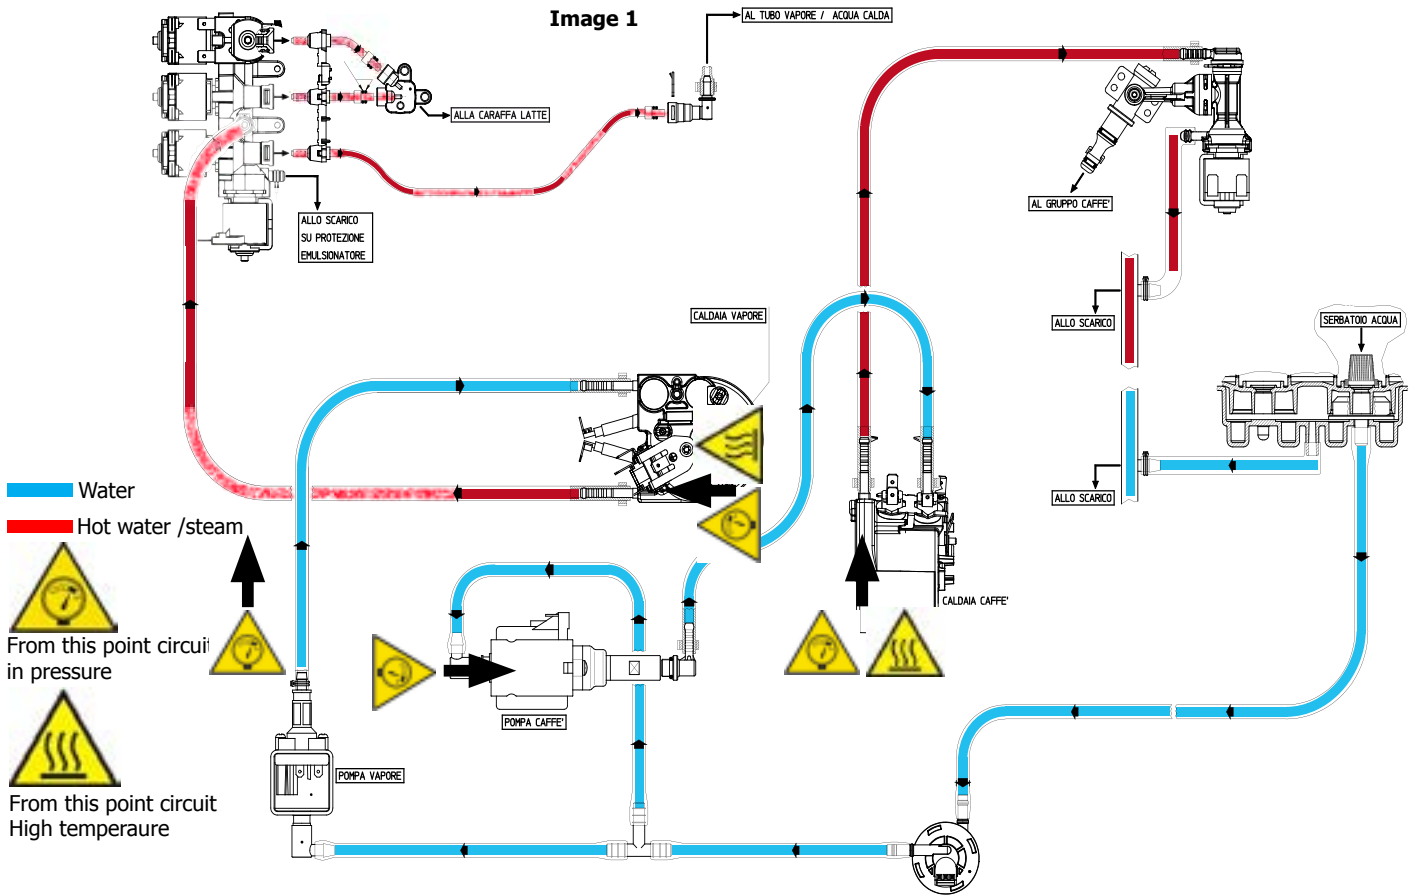 Image 1
AL TUBO VAPORE / ACQUA CALDA
ALLA CARAFFA LATTE
AL GRUPPO CAFFE'
ALLO SCARICO
SU PROTEZIONE
EMULSIONATORE
CALDAIA VAPORE
ALLO SCARICO
SERBATOIO ACQUA
ALLO SCARICO
Water
Hot water /steam
From this point circuit
in pressure
CALDAIA CAFFE'
POMPA CAFFE'
POMPA VAPORE
From this point circuit
High temperaure